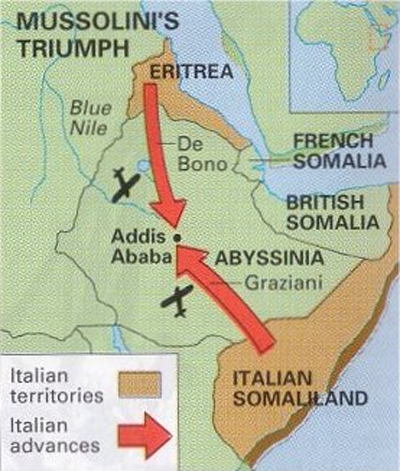 MUSSOLINI'S
TRIUMPH
ERITREA
Blue
Nile
De
Bono
FRENCH
SOMALIA
BRITISH
SOMALIA
Addis
Ababa
ABYSSINIA
Graziani
ITALIAN
SOMALILAND
Italian
territories
Italian
advances